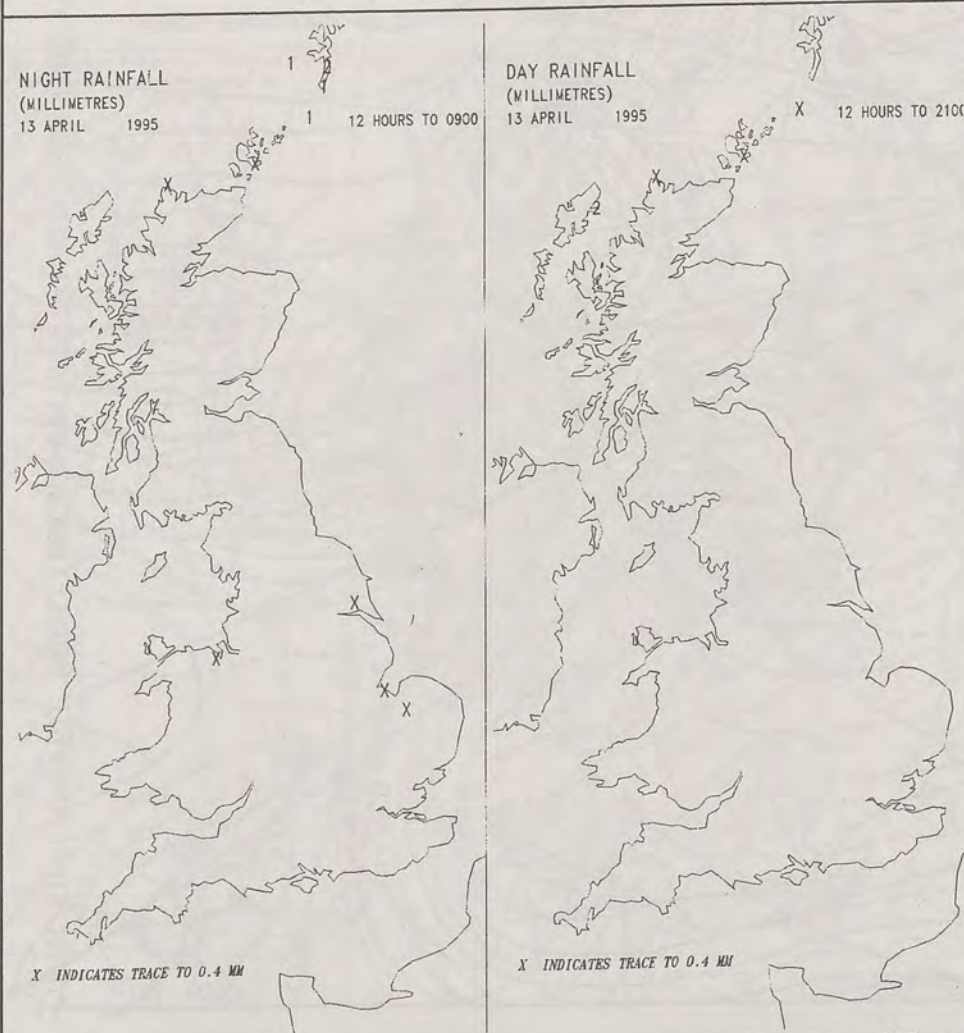 NIGHT RAINFALL
(MILLIMETRES)
13 APRIL 1995
12 HOURS TO 0900
1
2
1
X
X
X
X
X
X
X INDICATES TRACE TO 0.4 MM
DAY RAINFALL
(MILLIMETRES)
13 APRIL 1995
X
12 HOURS TO 2100
X
X
2
X INDICATES TRACE TO 0.4 MM